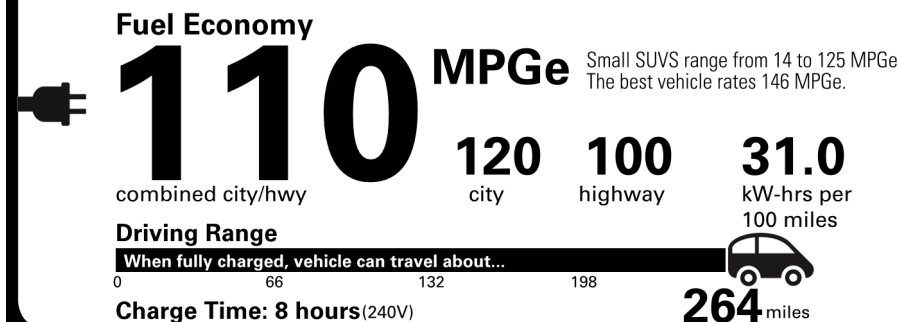 Fuel Economy
110 MPGe
Small SUVS range from 14 to 125 MPGe
The best vehicle rates 146 MPGe.
combined city/hwy
120
city
100
highway
31.0
kW-hrs per
100 miles
Driving Range
When fully charged, vehicle can travel about...
0 66 132 198
264 miles
Charge Time: 8 hours (240V)